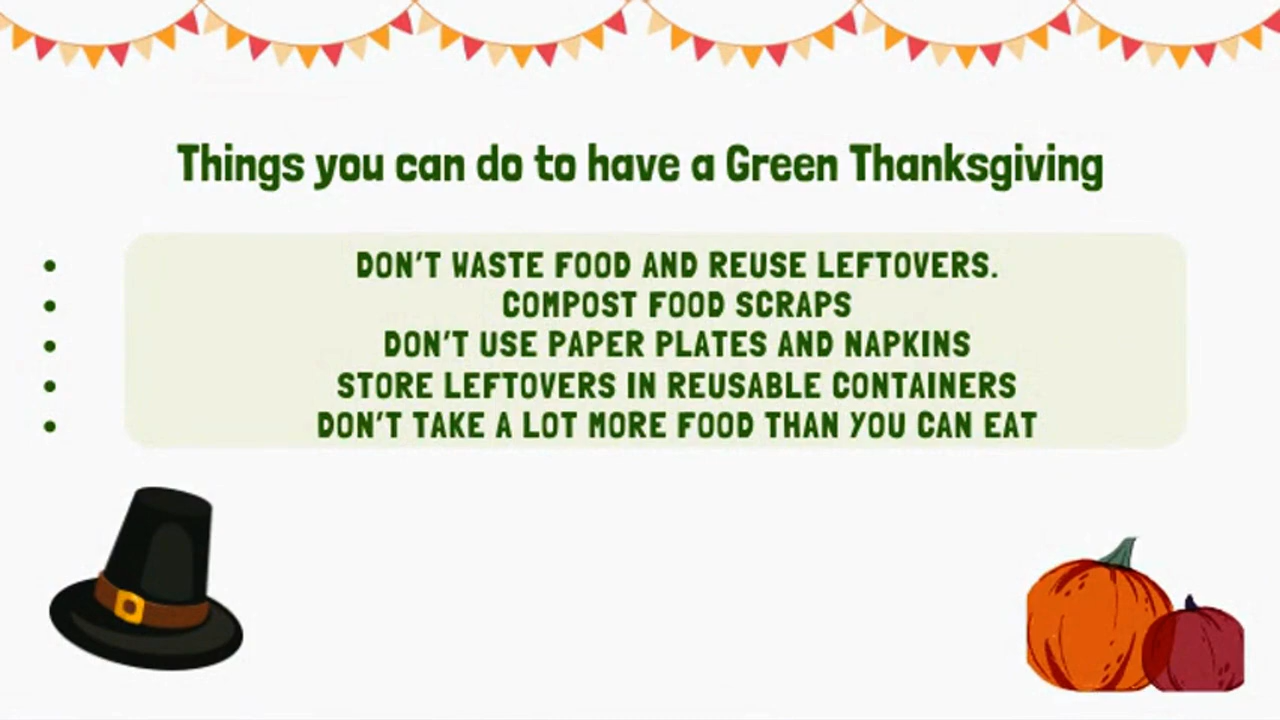 Things you can do to have a Green Thanksgiving
• DON'T WASTE FOOD AND REUSE LEFTOVERS.
• COMPOST FOOD SCRAPS
• DON'T USE PAPER PLATES AND NAPKINS
• STORE LEFTOVERS IN REUSABLE CONTAINERS
• DON'T TAKE A LOT MORE FOOD THAN YOU CAN EAT